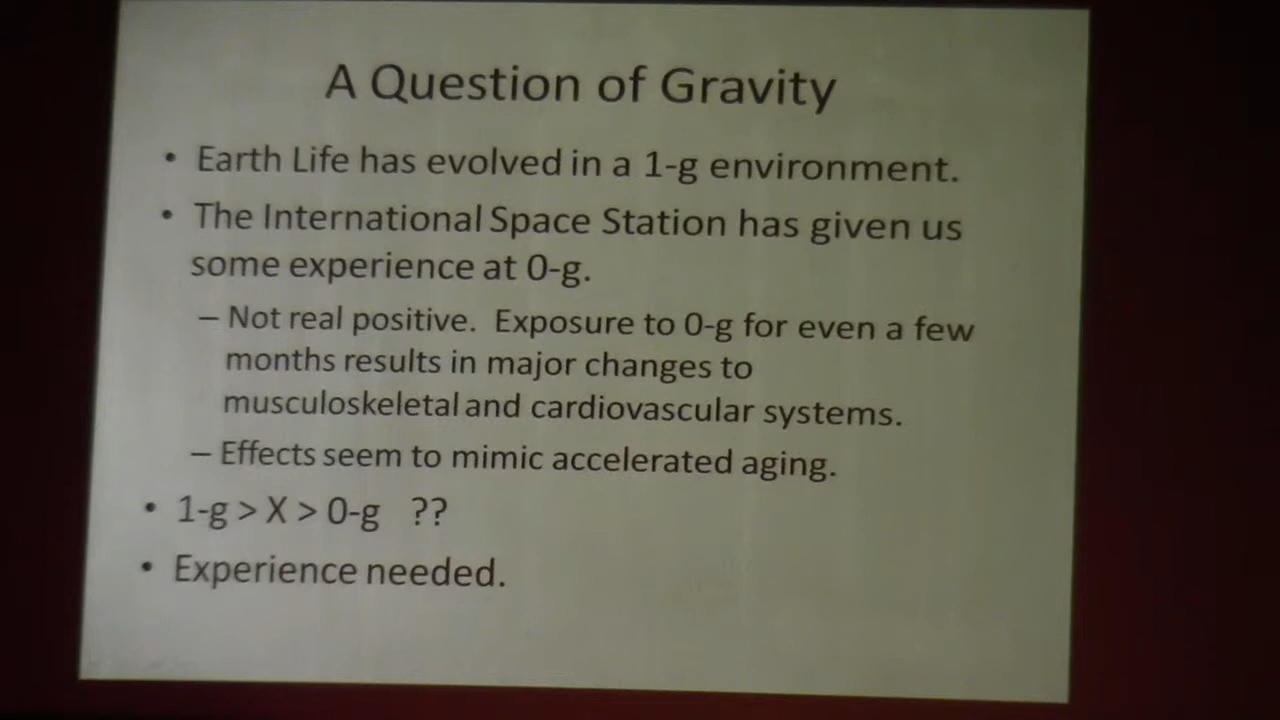 A Question of Gravity
• Earth Life has evolved in a 1-g environment.
• The International Space Station has given us
some experience at 0-g.
– Not real positive. Exposure to 0-g for even a few
months results in major changes to
musculoskeletal and cardiovascular systems.
– Effects seem to mimic accelerated aging.
• 1-g > X > 0-g ??
• Experience needed.